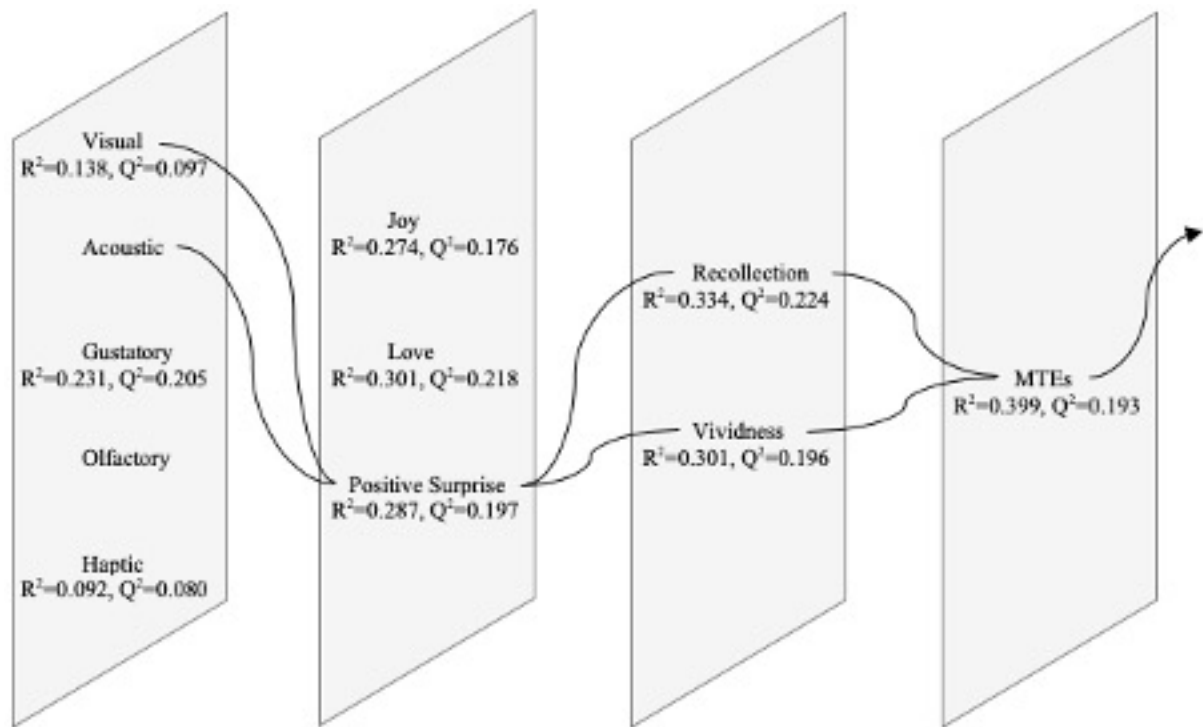 Visual
R²=0.138, Q²=0.097
Acoustic
Gustatory
R²=0.231, Q²=0.205
Olfactory
Haptic
R²=0.092, Q²=0.080
Joy
R²=0.274, Q²=0.176
Love
R²=0.301, Q²=0.218
Positive Surprise
R²=0.287, Q²=0.197
Recollection
R²=0.334, Q²=0.224
Vividness
R²=0.301, Q²=0.196
MTEs
R²=0.399, Q²=0.193